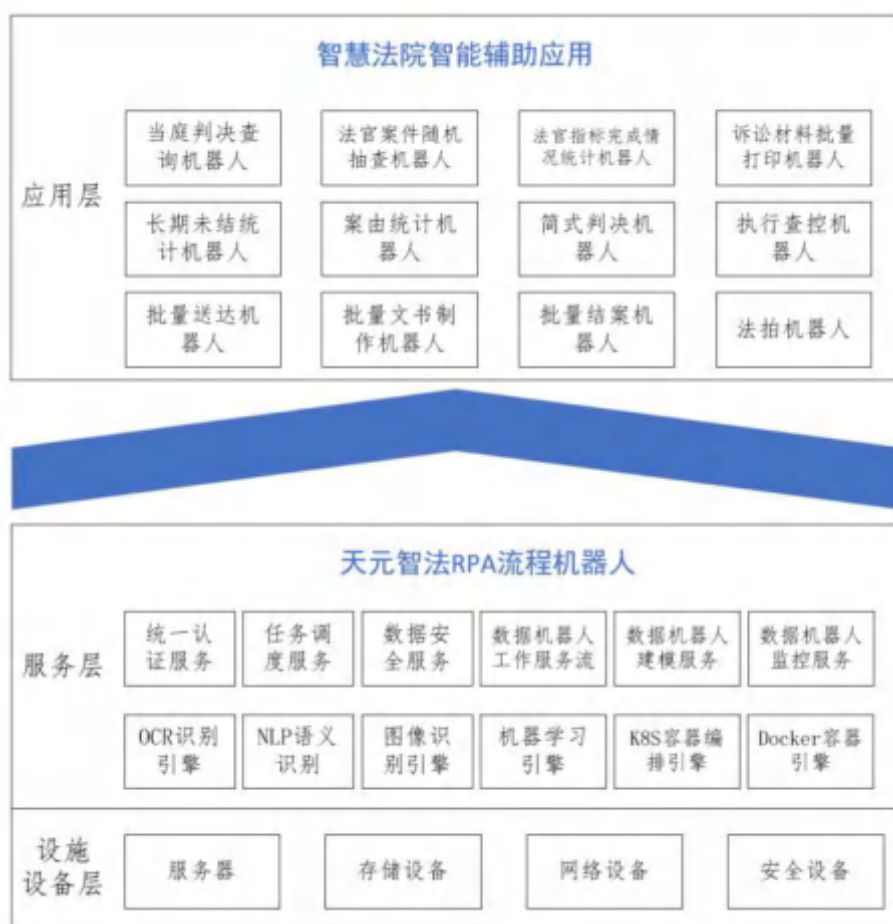 智慧法院智能辅助应用
应用层
当庭判决查
询机器人
法官案件随机
抽查机器人
法官指标完成情
况统计机器人
诉讼材料批量
打印机器人
长期未结统
计机器人
案由统计机
器人
简式判决机
器人
执行查控机
器人
批量送达机
器人
批量文书制
作机器人
批量结案机
器人
法拍机器人
天元智法RPA流程机器人
服务层
统一认
证服务
任务调
度服务
数据安
全服务
数据机器人
工作服务流
数据机器人
建模服务
数据机器人
监控服务
OCR识别
引擎
NLP语义
识别
图像识
别引擎
机器学习
引擎
K8S容器编
排引擎
Docker容器
引擎
设施
设备层
服务器
存储设备
网络设备
安全设备